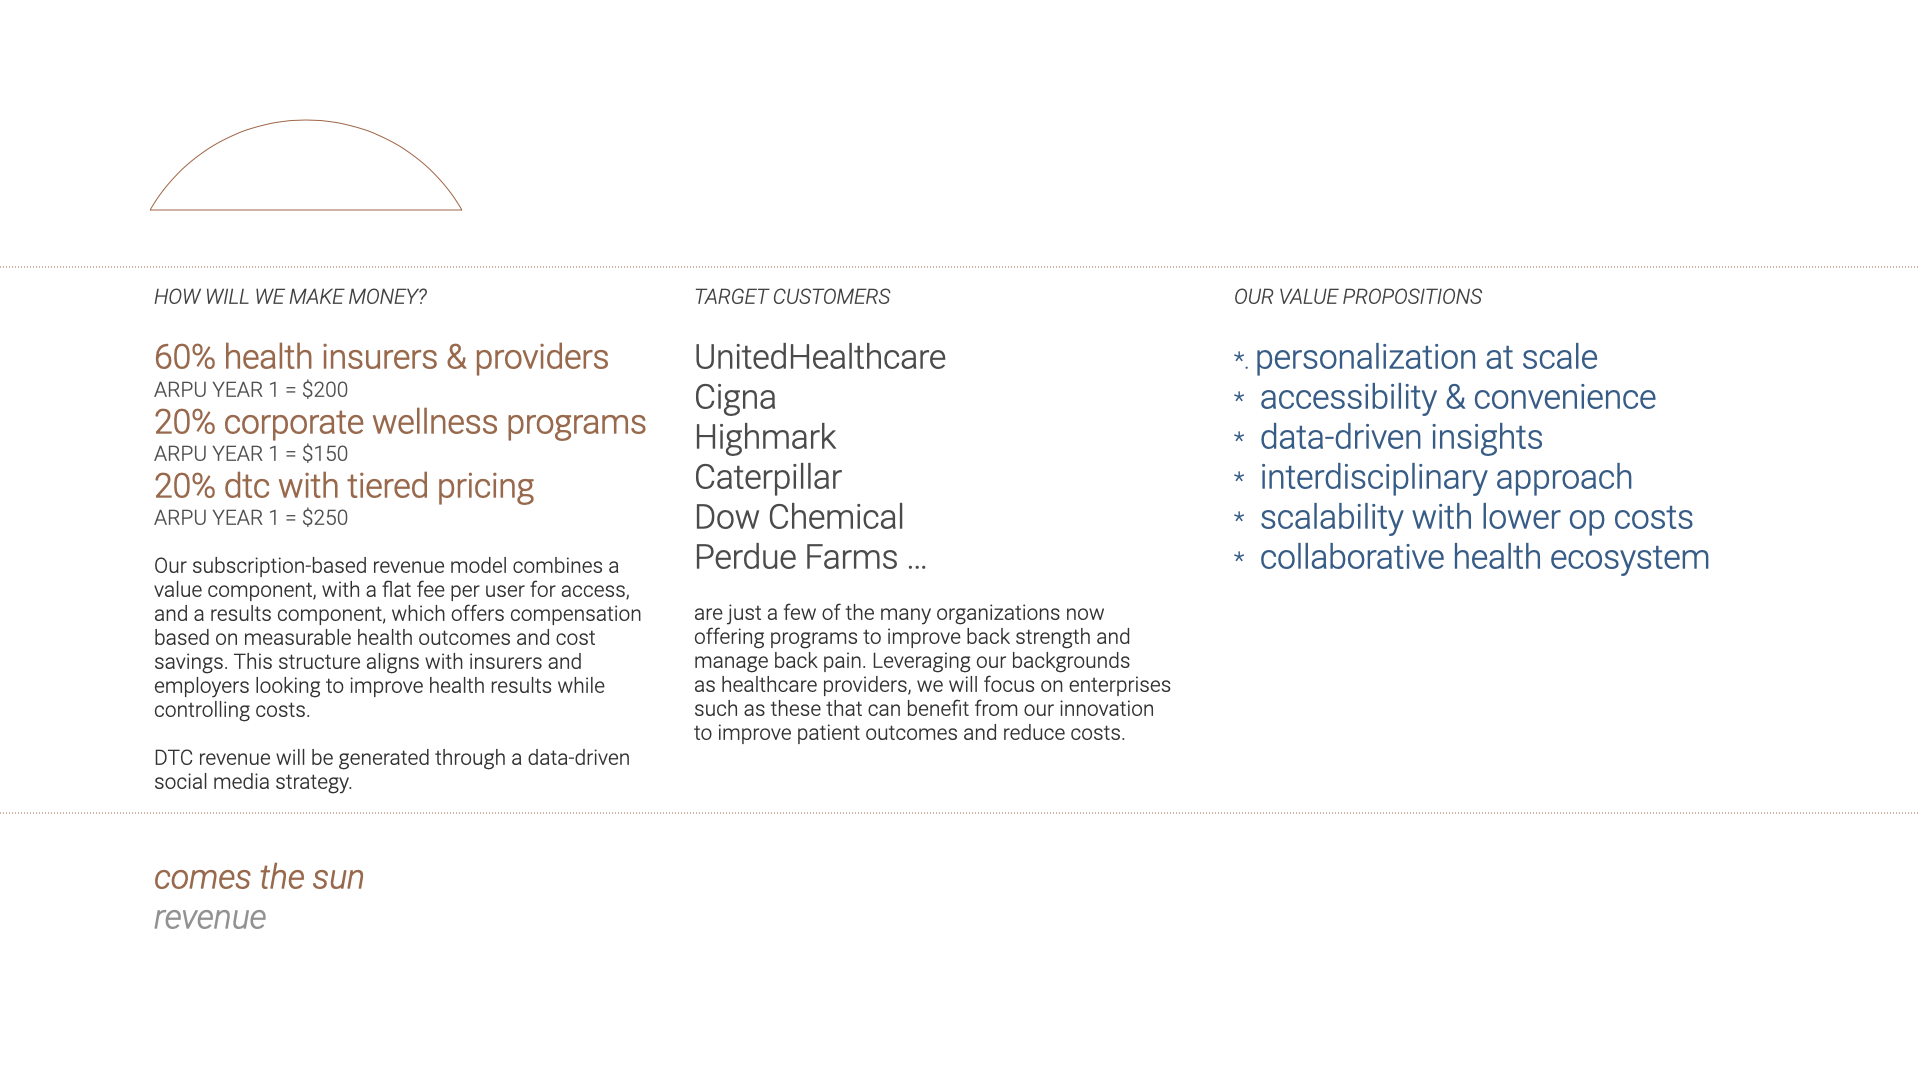 HOW WILL WE MAKE MONEY?
60% health insurers & providers
ARPU YEAR 1 = $200
20% corporate wellness programs
ARPU YEAR 1 = $150
20% dtc with tiered pricing
ARPU YEAR 1 = $250
Our subscription-based revenue model combines a
value component, with a flat fee per user for access,
and a results component, which offers compensation
based on measurable health outcomes and cost
savings. This structure aligns with insurers and
employers looking to improve health results while
controlling costs.
DTC revenue will be generated through a data-driven
social media strategy.
TARGET CUSTOMERS
UnitedHealthcare
Cigna
Highmark
Caterpillar
Dow Chemical
Perdue Farms ...
are just a few of the many organizations now
offering programs to improve back strength and
manage back pain. Leveraging our backgrounds
as healthcare providers, we will focus on enterprises
such as these that can benefit from our innovation
to improve patient outcomes and reduce costs.
OUR VALUE PROPOSITIONS
*. personalization at scale
* accessibility & convenience
* data-driven insights
* interdisciplinary approach
* scalability with lower op costs
* collaborative health ecosystem
comes the sun
revenue